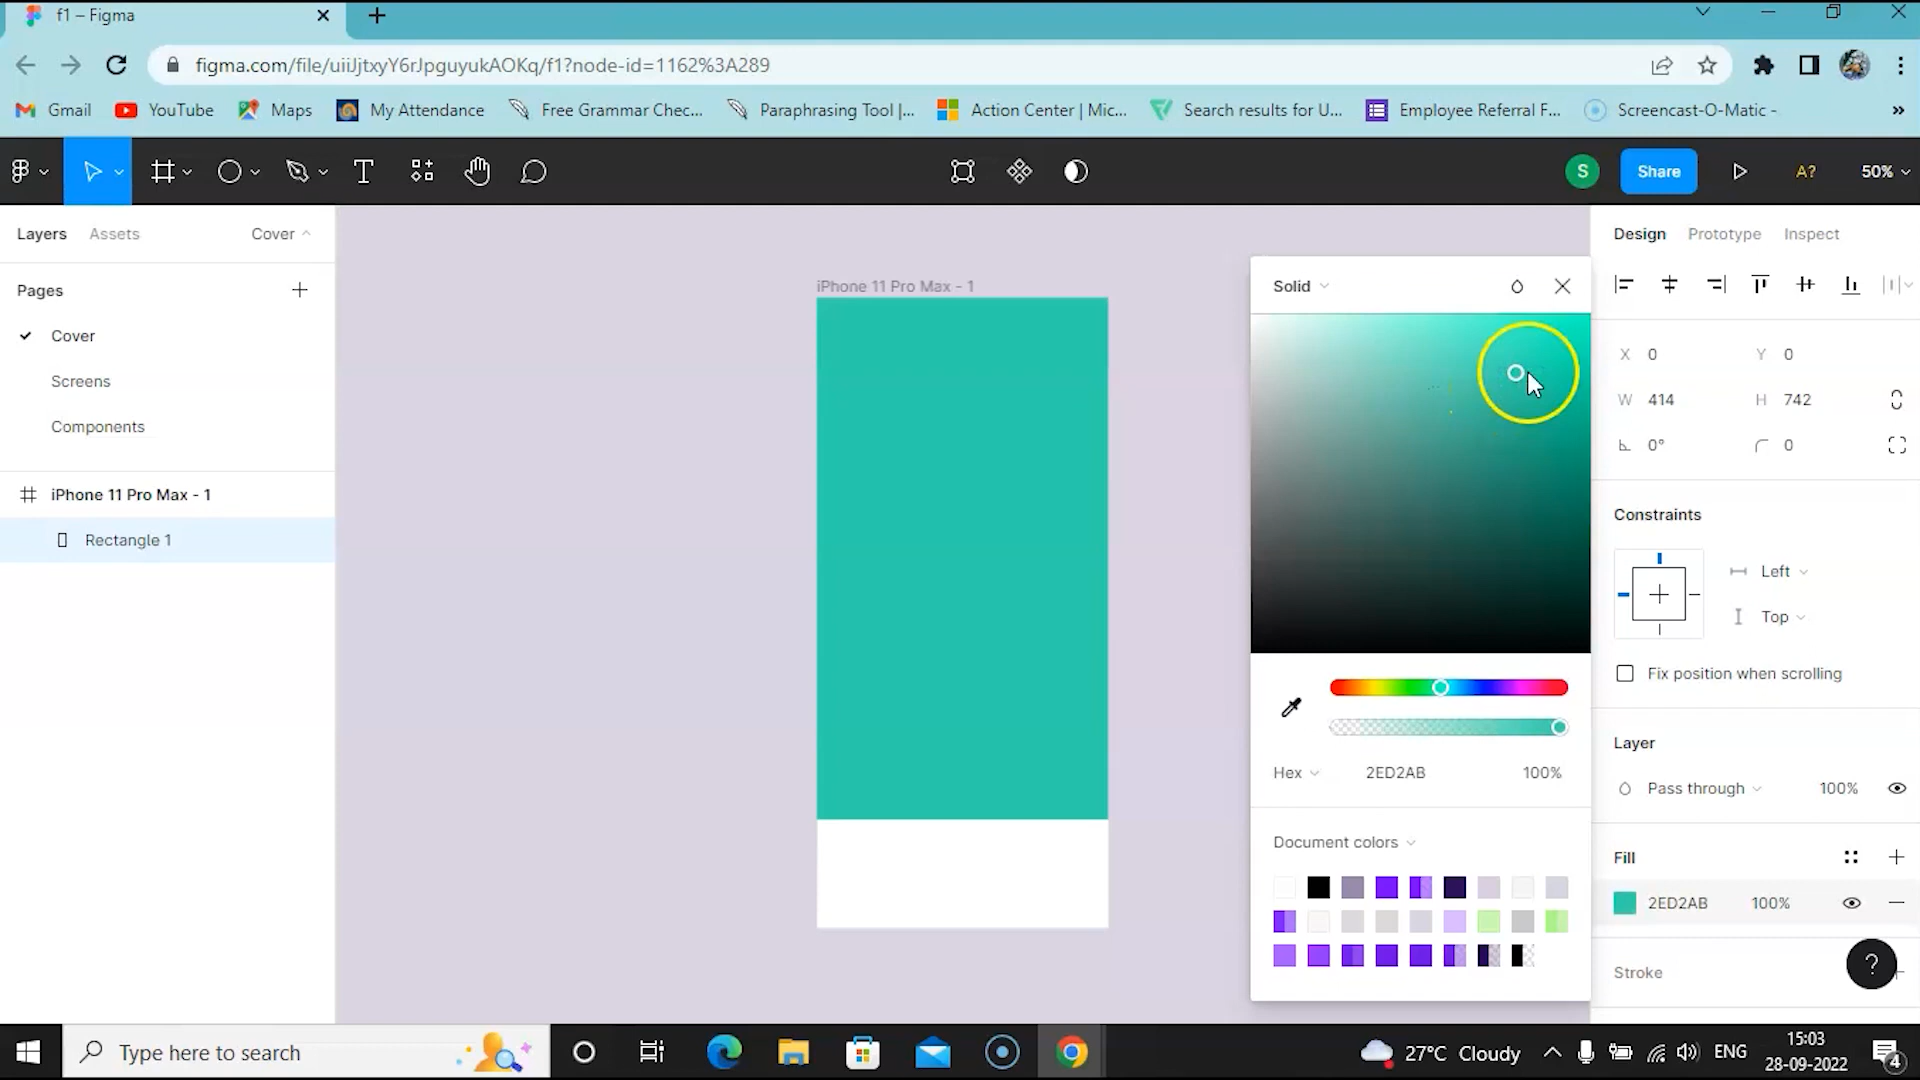 f1 – Figma
figma.com/file/uiiJjtxyY6rJpguyukAOKq/f1?node-id=1162%3A289
Gmail YouTube Maps My Attendance Free Grammar Chec... Paraphrasing Tool |... Action Center | Mic... Search results for U... Employee Referral F... Screencast-O-Matic - »
S Share A? 50%
Layers Assets Cover
Pages
Cover
Screens
Components
iPhone 11 Pro Max - 1
Rectangle 1
iPhone 11 Pro Max - 1
Solid
Hex 2ED2AB 100%
Document colors
Design Prototype Inspect
X 0 Y 0
W 414 H 742
0° 0
Constraints
Left
Top
Fix position when scrolling
Layer
Pass through 100%
Fill
2ED2AB 100%
Stroke
?
Type here to search
27°C Cloudy ENG
15:03
28-09-2022
4